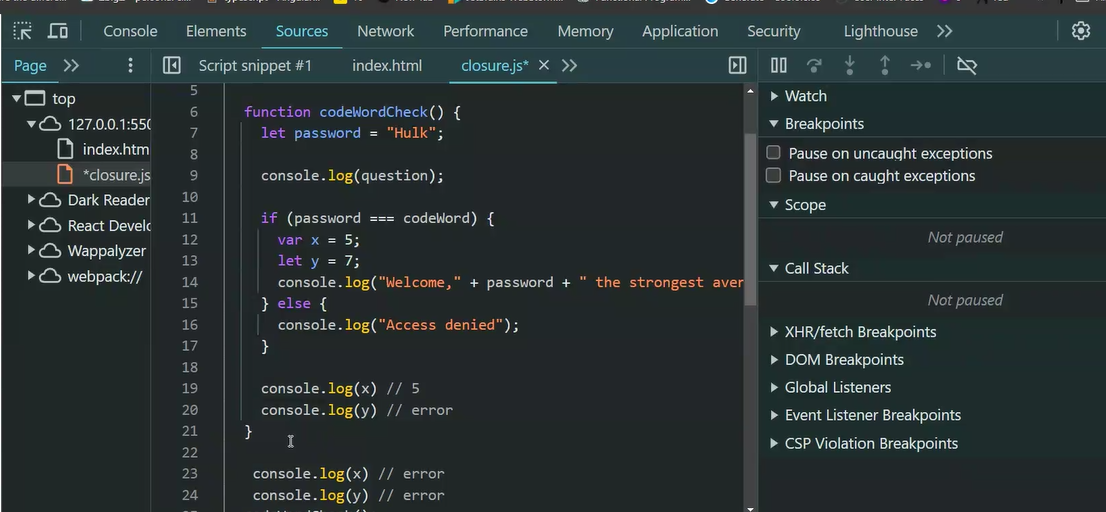 Console Elements Sources Network Performance Memory Application Security Lighthouse
Page
Script snippet #1 index.html closure.js*
top
127.0.0.1:550
index.htm
*closure.js
Dark Reader
React Develo
Wappalyzer
webpack://
5
6 function codeWordCheck() {
7 let password = "Hulk";
8
9 console.log(question);
10
11 if (password === codeWord) {
12 var x = 5;
13 let y = 7;
14 console.log("Welcome," + password + " the strongest aver
15 } else {
16 console.log("Access denied");
17 }
18
19 console.log(x) // 5
20 console.log(y) // error
21 }
22
23 console.log(x) // error
24 console.log(y) // error
Watch
Breakpoints
Pause on uncaught exceptions
Pause on caught exceptions
Scope
Not paused
Call Stack
Not paused
XHR/fetch Breakpoints
DOM Breakpoints
Global Listeners
Event Listener Breakpoints
CSP Violation Breakpoints